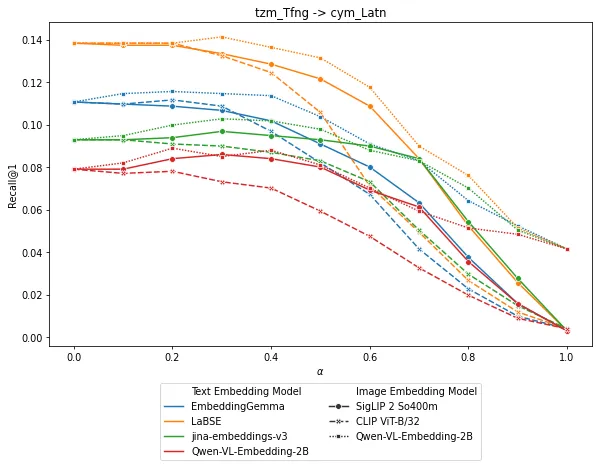 tzm_Tfng -> cym_Latn
0.14
0.12
0.10
0.08
0.06
0.04
0.02
0.00
Recall@1
0.0 0.2 0.4 0.6 0.8 1.0
α
Text Embedding Model Image Embedding Model
EmbeddingGemma SigLIP 2 So400m
LaBSE CLIP ViT-B/32
jina-embeddings-v3 Qwen-VL-Embedding-2B
Qwen-VL-Embedding-2B